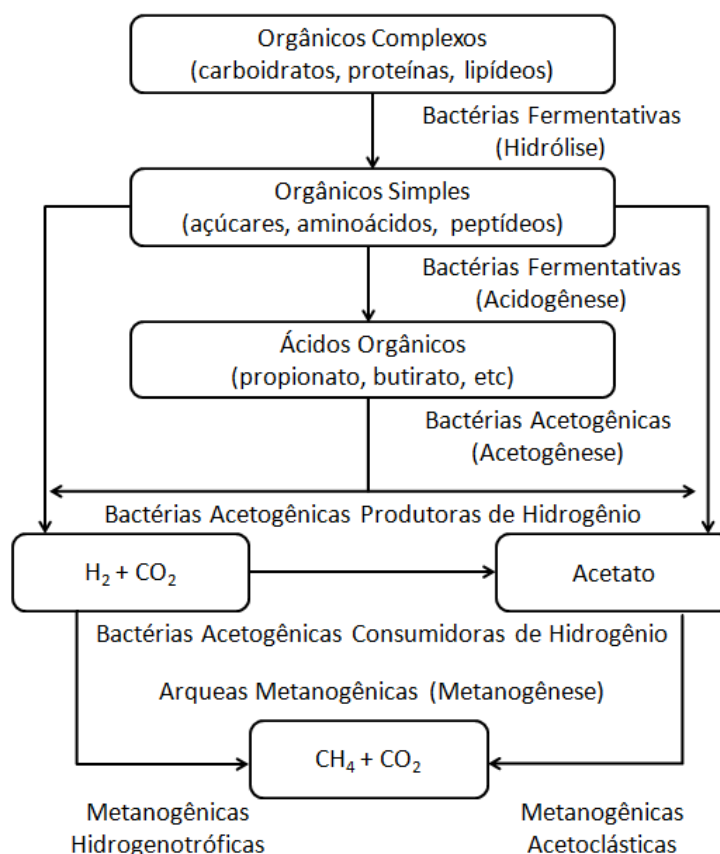 Orgânicos Complexos
(carboidratos, proteínas, lipídeos)
Bactérias Fermentativas
(Hidrólise)
Orgânicos Simples
(açúcares, aminoácidos, peptídeos)
Bactérias Fermentativas
(Acidogênese)
Ácidos Orgânicos
(propionato, butirato, etc)
Bactérias Acetogênicas
(Acetogênese)
Bactérias Acetogênicas Produtoras de Hidrogênio
H₂ + CO₂
Acetato
Bactérias Acetogênicas Consumidoras de Hidrogênio
Arqueas Metanogênicas (Metanogênese)
CH₄ + CO₂
Metanogênicas
Hidrogenotróficas
Metanogênicas
Acetoclásticas